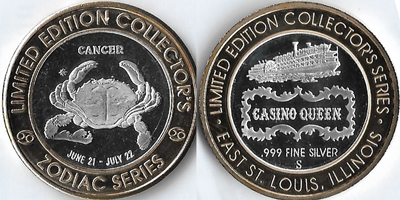 LIMITED EDITION COLLECTOR'S
CANCER
JUNE 21 - JULY 22
ZODIAC SERIES
LIMITED EDITION COLLECTOR'S SERIES
CASINO QUEEN
.999 FINE SILVER
S
EAST ST. LOUIS, ILLINOIS